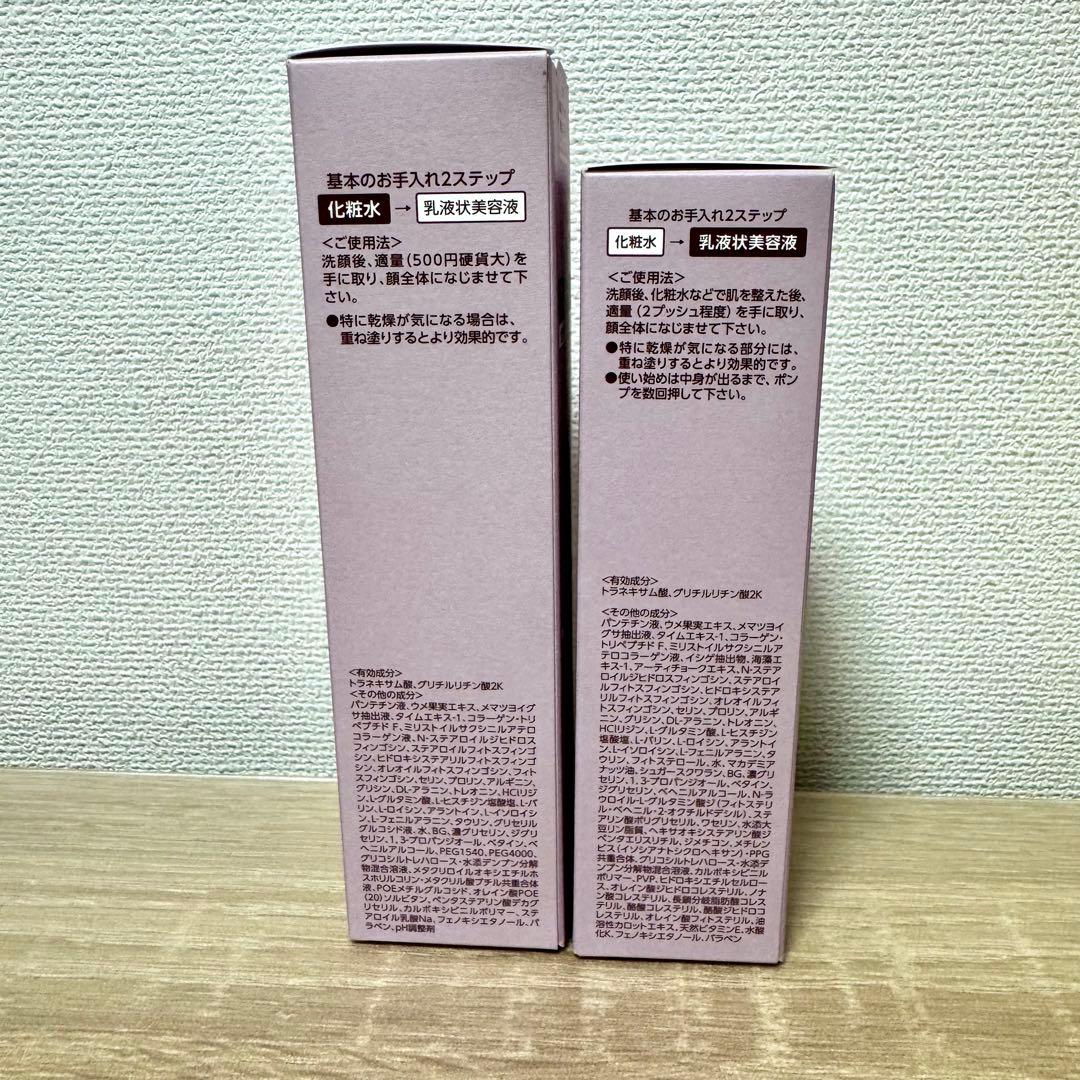 基本のお手入れ2ステップ
化粧水 → 乳液状美容液
＜ご使用法＞
洗顔後、適量（500円硬貨大）を
手に取り、顔全体になじませて下
さい。
●特に乾燥が気になる場合は、
重ね塗りするとより効果的です。
＜有効成分＞
トラネキサム酸、グリチルリチン酸2K
＜その他の成分＞
パンテチン液、ウメ果実エキス、メマツヨイグ
サ抽出液、タイムエキス-1、コラーゲン・トリ
ペプチド F、ミリストイルサクシニルアテロ
コラーゲン液、N-ステアロイルジヒドロス
フィンゴシン、ステアロイルフィトスフィンゴ
シン、ヒドロキシステアリルフィトスフィンゴ
シン、オレオイルフィトスフィンゴシン、フィト
スフィンゴシン、セリン、プロリン、アルギニン、
グリシン、DL-アラニン、トレオニン、HClリジ
ン、L-グルタミン酸、L-ヒスチジン塩酸塩、L-バ
リン、L-ロイシン、アラントイン、L-イソロイシ
ン、L-フェニルアラニン、タウリン、グリセリル
グルコシド液、水、BG、濃グリセリン、ジグリ
セリン、1,3-プロパンジオール、ベタイン、ベ
ヘニルアルコール、PEG1540、PEG4000、
グリコシルトレハロース・水添デンプン分解
物混合溶液、メタクリロイルオキシエチルホ
スホリルコリン・メタクリル酸ブチル共重合体
液、POEメチルグルコシド、オレイン酸POE
(20)ソルビタン、ペンタステアリン酸デカグ
リセリル、カルボキシビニルポリマー、ステ
アロイル乳酸Na、フェノキシエタノール、パ
ラベン、pH調整剤
基本のお手入れ2ステップ
化粧水 → 乳液状美容液
＜ご使用法＞
洗顔後、化粧水などで肌を整えた後、
適量（2プッシュ程度）を手に取り、
顔全体になじませて下さい。
●特に乾燥が気になる部分には、
重ね塗りするとより効果的です。
●使い始めは中身が出るまで、ポン
プを数回押して下さい。
＜有効成分＞
トラネキサム酸、グリチルリチン酸2K
＜その他の成分＞
パンテチン液、ウメ果実エキス、メマツヨイ
グサ抽出液、タイムエキス-1、コラーゲン・
トリペプチド F、ミリストイルサクシニルア
テロコラーゲン液、イシゲ抽出物、海藻エ
キス-1、アーティチョークエキス、N-ステア
ロイルジヒドロスフィンゴシン、ステアロイ
ルフィトスフィンゴシン、ヒドロキシステア
リルフィトスフィンゴシン、オレオイルフィ
トスフィンゴシン、セリン、プロリン、アルギ
ニン、グリシン、DL-アラニン、トレオニン、
HClリジン、L-グルタミン酸、L-ヒスチジン
塩酸塩、L-バリン、L-ロイシン、アラントイ
ン、L-イソロイシン、L-フェニルアラニン、タ
ウリン、フィトステロール、水、マカデミア
ナッツ油、シュガースクワラン、BG、濃グリ
セリン、1,3-プロパンジオール、ベタイン、
ジグリセリン、ベヘニルアルコール、N-ラ
ウロイル-L-グルタミン酸ジ(フィトステリ
ル・ベヘニル・2-オクチルドデシル)、ステ
アリン酸ポリグリセリル、ワセリン、水添大
豆リン脂質、ヘキサオキシステアリン酸ジ
ペンタエリスリチル、ジメチコン、メチレン
ビス(イソシアナトシクロヘキサン)・PPG
共重合体、グリコシルトレハロース・水添デ
ンプン分解物混合溶液、カルボキシビニル
ポリマー、PVP、ヒドロキシエチルセルロー
ス、オレイン酸ジヒドロコレステリル、ノナ
ン酸コレステリル、長鎖分岐脂肪酸コレス
テリル、酪酸コレステリル、酪酸ジヒドロコ
レステリル、オレイン酸フィトステリル、油
溶性カロットエキス、天然ビタミンE、水酸
化K、フェノキシエタノール、パラベン